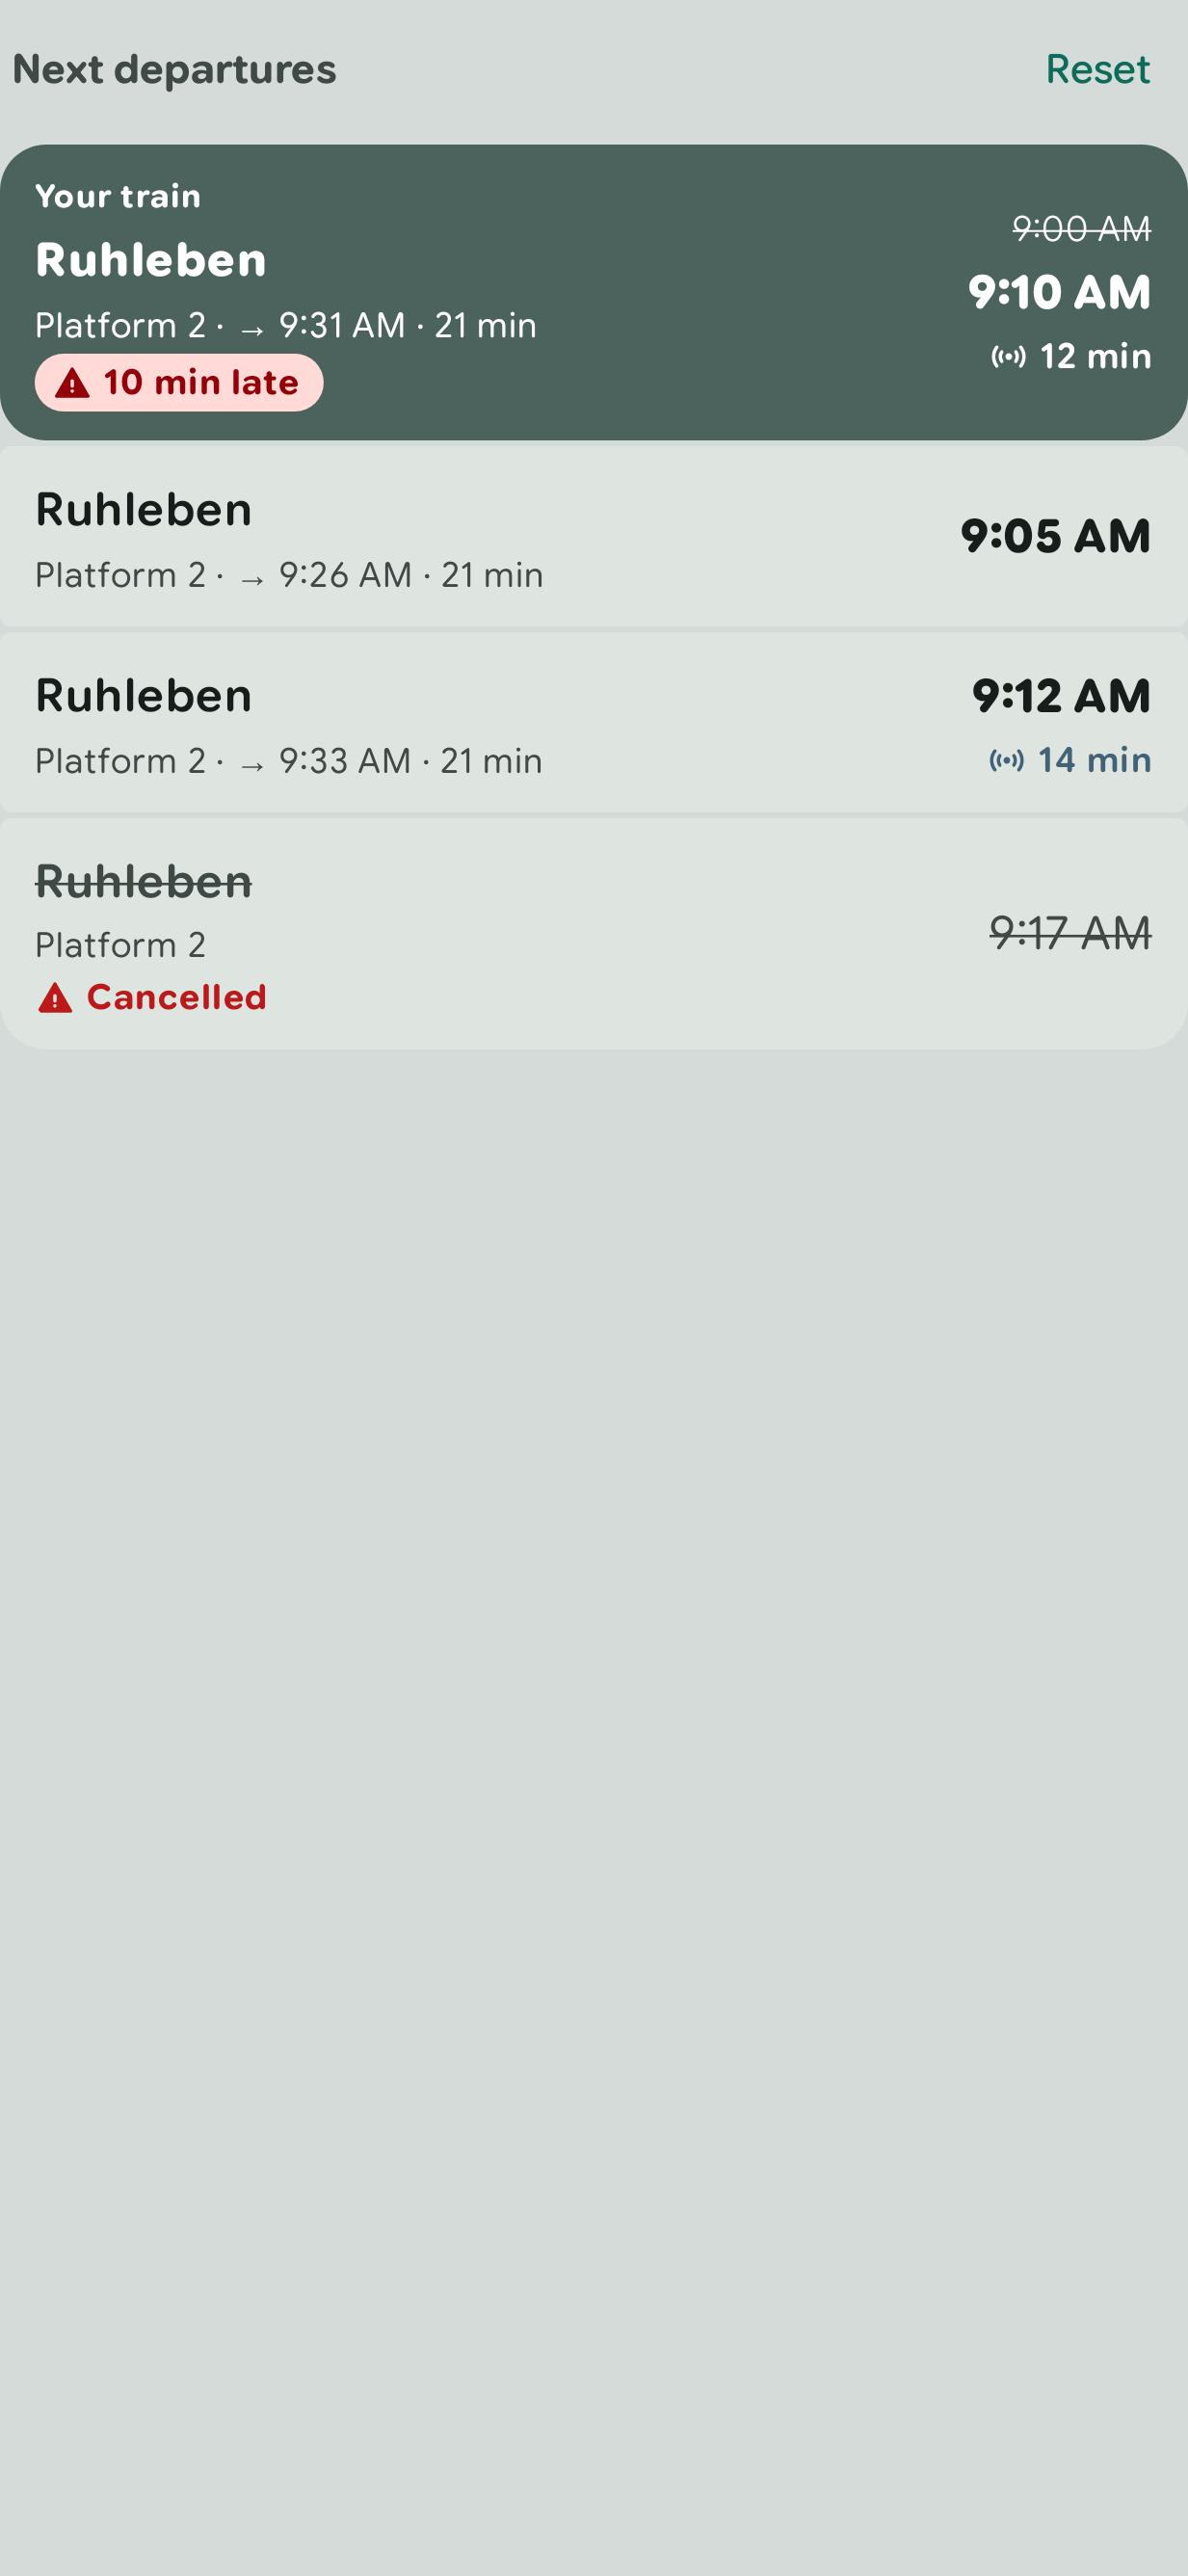 Next departures
Reset
Your train
Ruhleben
Platform 2 · → 9:31 AM · 21 min
10 min late
9:00 AM
9:10 AM
12 min
Ruhleben
Platform 2 · → 9:26 AM · 21 min
9:05 AM
Ruhleben
Platform 2 · → 9:33 AM · 21 min
9:12 AM
14 min
Ruhleben
Platform 2
Cancelled
9:17 AM